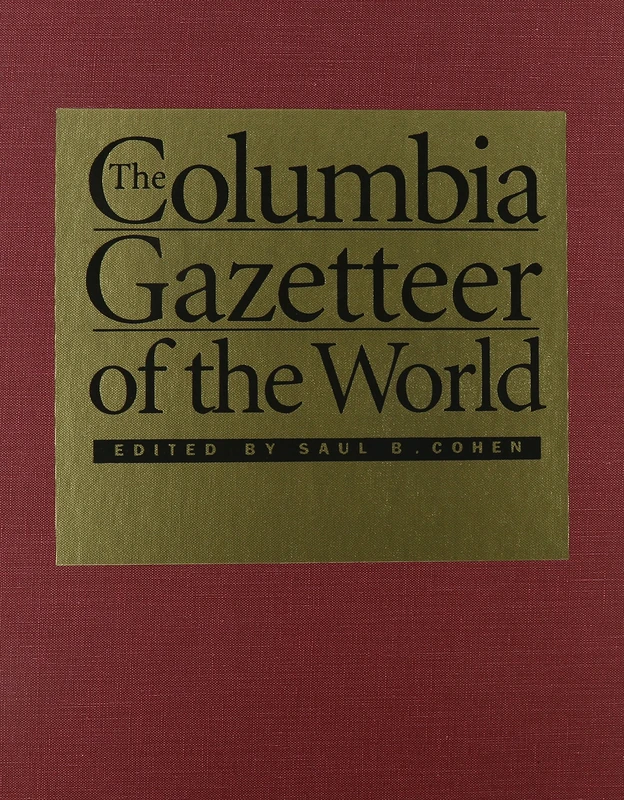 The Columbia
Gazetteer
of the World
EDITED BY SAUL B. COHEN